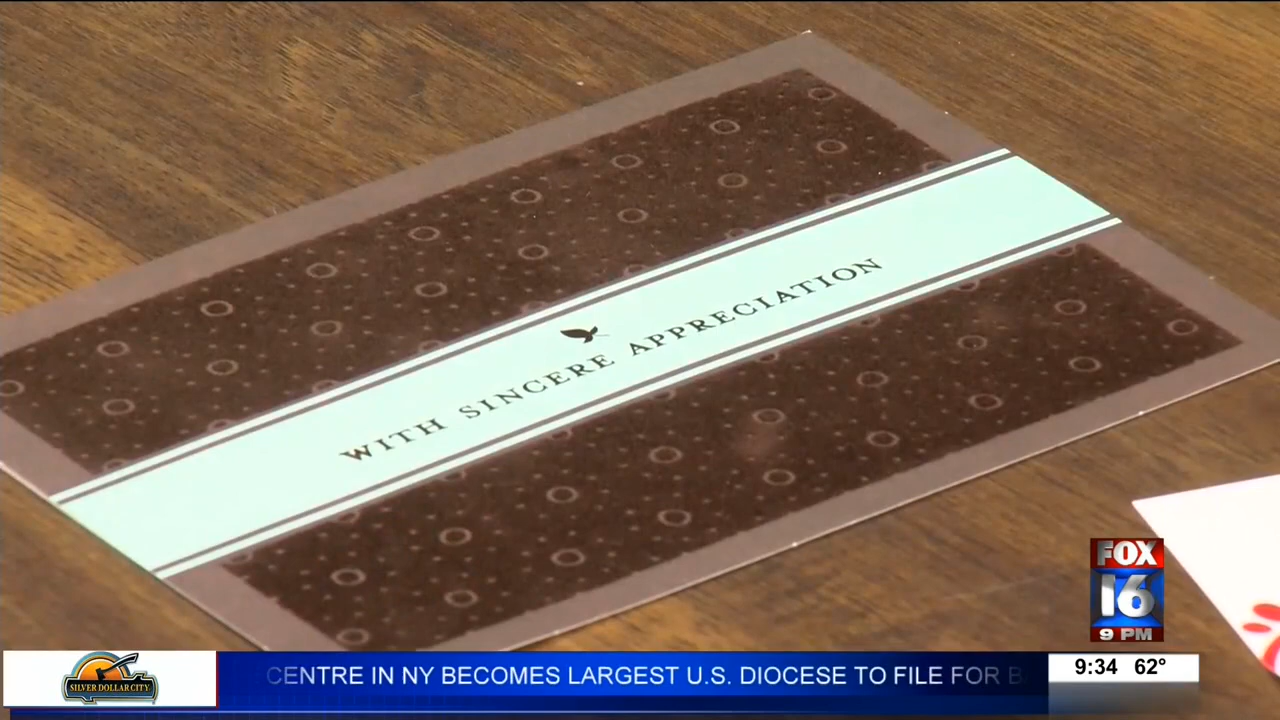 WITH SINCERE APPRECIATION
FOX
16
9 PM
SILVER DOLLAR CITY
CENTRE IN NY BECOMES LARGEST U.S. DIOCESE TO FILE FOR
9:34 62°